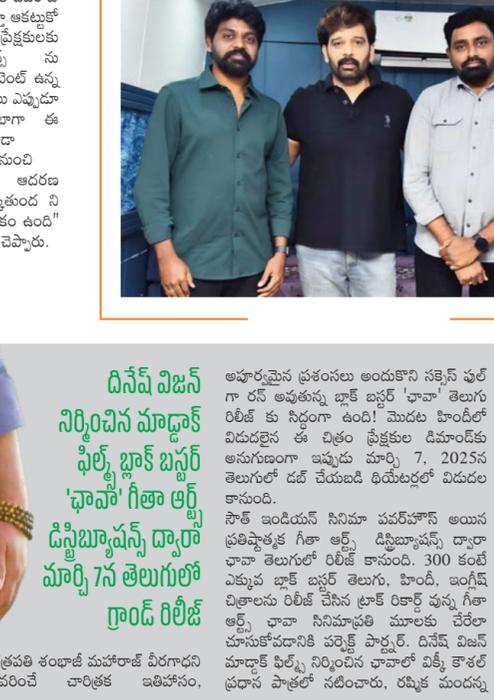 ఆకట్టుకో
ప్రేక్షకులకు
ను
ఉన్న
ఎప్పుడూ
ఈ
నుంచి
ఆదరణ
ని
ఉంది"
చెప్పారు.
దినేష్ విజన్
నిర్మించిన మాడ్డాక్
ఫిల్మ్స్ బ్లాక్ బస్టర్
'ఛావా' గీతా ఆర్ట్స్
డిస్ట్రిబ్యూషన్స్ ద్వారా
మార్చి 7న తెలుగులో
గ్రాండ్ రిలీజ్
త్రపతి శంభాజీ మహారాజ్ వీరగాధని
వరించే చారిత్రక ఇతిహాసం,
అపూర్వమైన ప్రశంసలు అందుకొని సక్సెస్ ఫుల్
గా రన్ అవుతున్న బ్లాక్ బస్టర్ 'ఛావా' తెలుగు
రిలీజ్ కు సిద్ధంగా ఉంది! మొదట హిందీలో
విడుదలైన ఈ చిత్రం ప్రేక్షకుల డిమాండ్‌కు
అనుగుణంగా ఇప్పుడు మార్చి 7, 2025న
తెలుగులో డబ్ చేయబడి థియేటర్లలో విడుదల
కానుంది.
సౌత్ ఇండియన్ సినిమా పవర్‌హౌస్ అయిన
ప్రతిష్టాత్మక గీతా ఆర్ట్స్ డిస్ట్రిబ్యూషన్స్ ద్వారా
ఛావా తెలుగులో రిలీజ్ కానుంది. 300 కంటే
ఎక్కువ బ్లాక్ బస్టర్ తెలుగు, హిందీ, ఇంగ్లీష్
చిత్రాలను రిలీజ్ చేసిన ట్రాక్ రికార్డ్ వున్న గీతా
ఆర్ట్స్ ఛావా సినిమాప్రతి మూలకు చేరేలా
చూసుకోవడానికి పర్ఫెక్ట్ పార్ట్నర్. దినేష్ విజన్
మాడ్డాక్ ఫిల్మ్స్ నిర్మించిన ఛావాలో విక్కీ కౌశల్
ప్రధాన పాత్రలో నటించారు, రష్మిక మందన్న